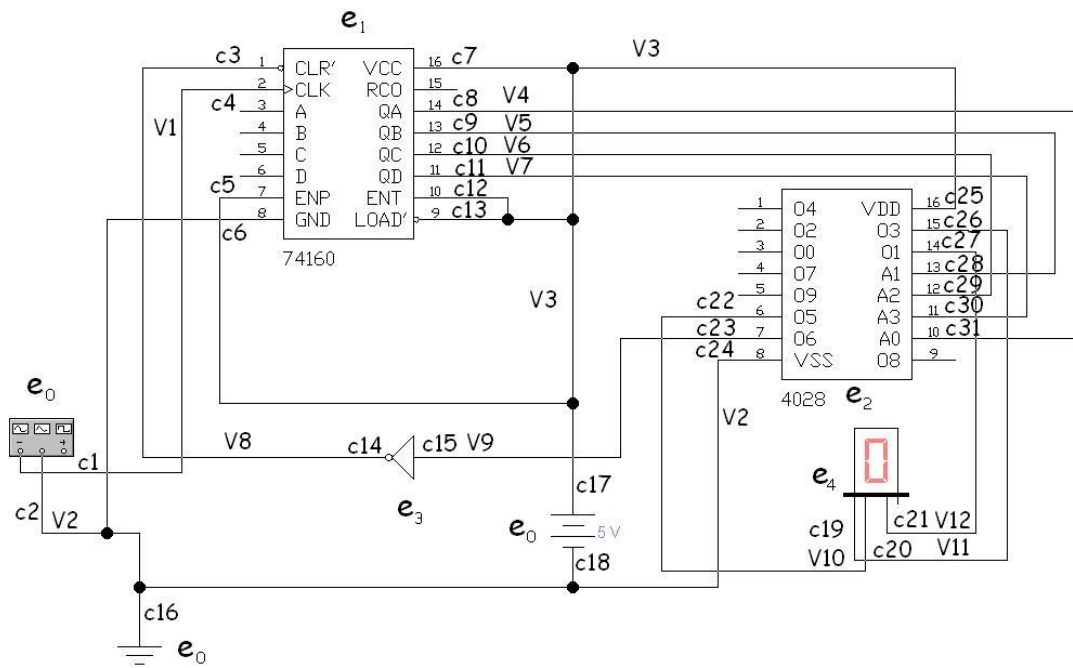 e1
c3 1 CLR' VCC 16 c7 V3
2 CLK RCO 15
c4 3 A QA 14 c8 V4
V1 4 B QB 13 c9 V5
5 C QC 12 c10 V6
6 D QD 11 c11 V7
c5 7 ENP ENT 10 c12
c6 8 GND LOAD' 9 c13
74160
1 O4 VDD 16 c25
2 O2 O3 15 c26
3 O0 O1 14 c27
4 O7 A1 13 c28
V3 5 O9 A2 12 c29
c22 6 O5 A3 11 c30
c23 7 O6 A0 10 c31
c24 8 VSS O8 9
4028 e2
e0
V2
V8 c14 c15 V9
c1
e3
c17
e4 0
c2 V2
e0 5 V
c19 c21 V12
V10 c20 V11
c18
c16
e0